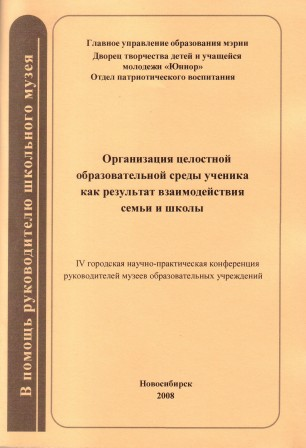 В помощь руководителю школьного музея
Главное управление образования мэрии
Дворец творчества детей и учащейся
молодежи «Юниор»
Отдел патриотического воспитания
Организация целостной
образовательной среды ученика
как результат взаимодействия
семьи и школы
IV городская научно-практическая конференция
руководителей музеев образовательных учреждений
Новосибирск
2008